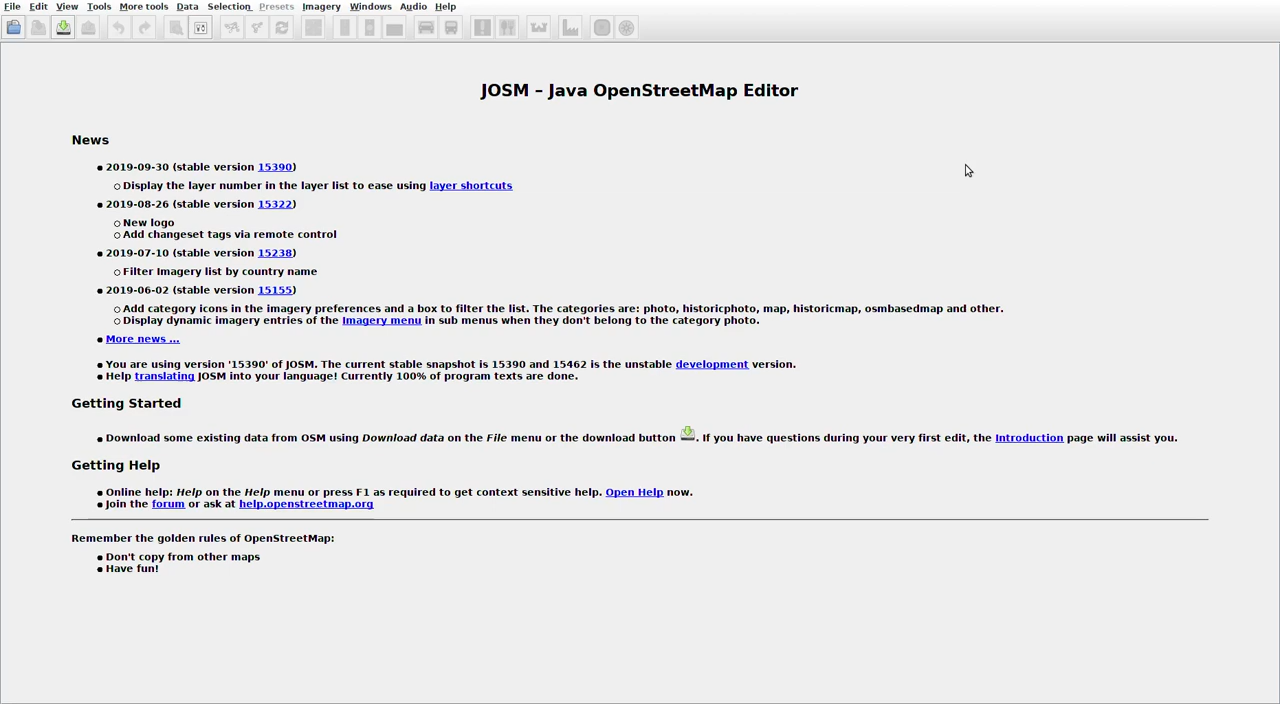 File Edit View Tools More tools Data Selection Presets Imagery Windows Audio Help
JOSM – Java OpenStreetMap Editor
News
2019-09-30 (stable version 15390)
Display the layer number in the layer list to ease using layer shortcuts
2019-08-26 (stable version 15322)
New logo
Add changeset tags via remote control
2019-07-10 (stable version 15238)
Filter Imagery list by country name
2019-06-02 (stable version 15155)
Add category icons in the imagery preferences and a box to filter the list. The categories are: photo, historicphoto, map, historicmap, osmbasedmap and other.
Display dynamic imagery entries of the Imagery menu in sub menus when they don't belong to the category photo.
More news ...
You are using version '15390' of JOSM. The current stable snapshot is 15390 and 15462 is the unstable development version.
Help translating JOSM into your language! Currently 100% of program texts are done.
Getting Started
Download some existing data from OSM using Download data on the File menu or the download button . If you have questions during your very first edit, the Introduction page will assist you.
Getting Help
Online help: Help on the Help menu or press F1 as required to get context sensitive help. Open Help now.
Join the forum or ask at help.openstreetmap.org
Remember the golden rules of OpenStreetMap:
Don't copy from other maps
Have fun!